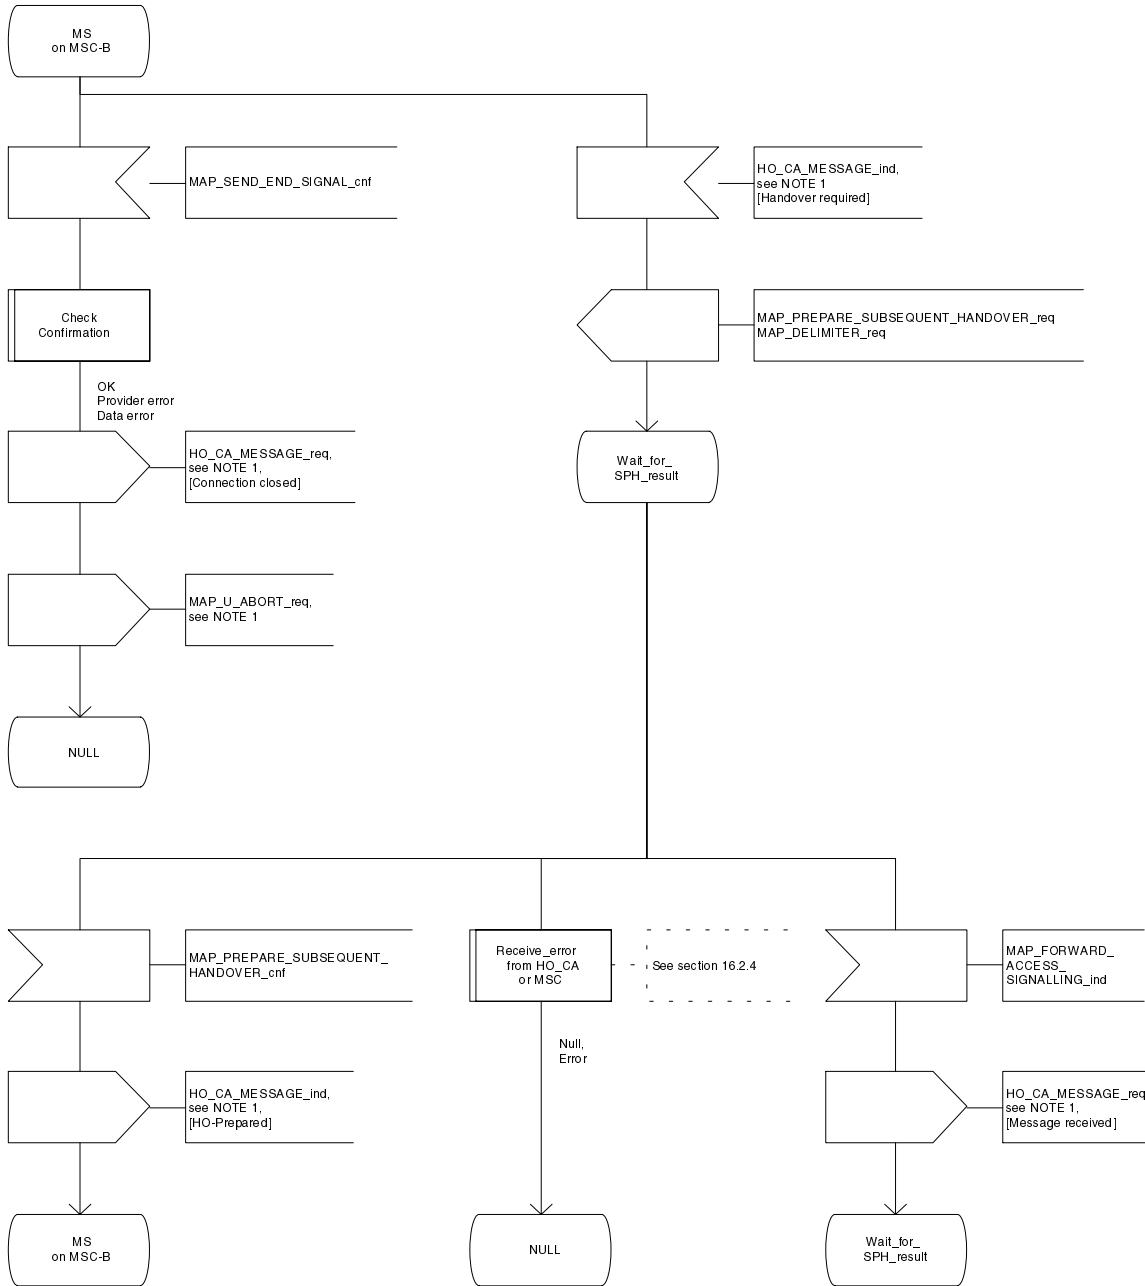 MS
on MSC-B
MAP_SEND_END_SIGNAL_cnf
HO_CA_MESSAGE_ind,
see NOTE 1
[Handover required]
Check
Confirmation
MAP_PREPARE_SUBSEQUENT_HANDOVER_req
MAP_DELIMITER_req
OK
Provider error
Data error
HO_CA_MESSAGE_req,
see NOTE 1,
[Connection closed]
Wait_for_
SPH_result
MAP_U_ABORT_req,
see NOTE 1
NULL
MAP_PREPARE_SUBSEQUENT_
HANDOVER_cnf
Receive_error
from HO_CA
or MSC
See section 16.2.4
MAP_FORWARD_
ACCESS_
SIGNALLING_ind
Null,
Error
HO_CA_MESSAGE_ind,
see NOTE 1,
[HO-Prepared]
HO_CA_MESSAGE_req
see NOTE 1,
[Message received]
MS
on MSC-B
NULL
Wait_for_
SPH_result